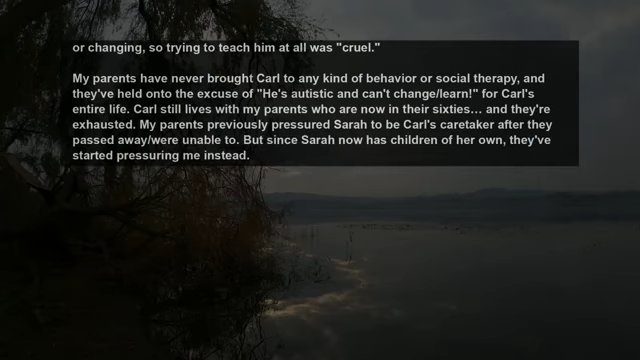 or changing, so trying to teach him at all was "cruel."
My parents have never brought Carl to any kind of behavior or social therapy, and
they've held onto the excuse of "He's autistic and can't change/learn!" for Carl's
entire life. Carl still lives with my parents who are now in their sixties... and they're
exhausted. My parents previously pressured Sarah to be Carl's caretaker after they
passed away/were unable to. But since Sarah now has children of her own, they've
started pressuring me instead.